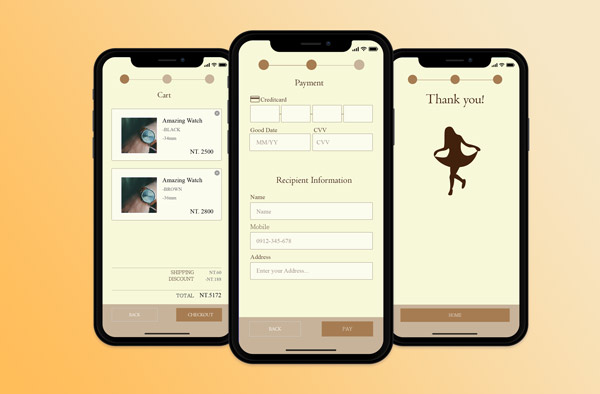 Cart
Amazing Watch
-BLACK
-34mm
NT. 2500
Amazing Watch
-BROWN
-34mm
NT. 2800
SHIPPING NT.60
DISCOUNT -NT.188
TOTAL NT.5172
BACK CHECKOUT
Payment
Creditcard
Good Date CVV
MM/YY CVV
Recipient Information
Name
Name
Mobile
0912-345-678
Address
Enter your Address...
BACK PAY
Thank you!
HOME